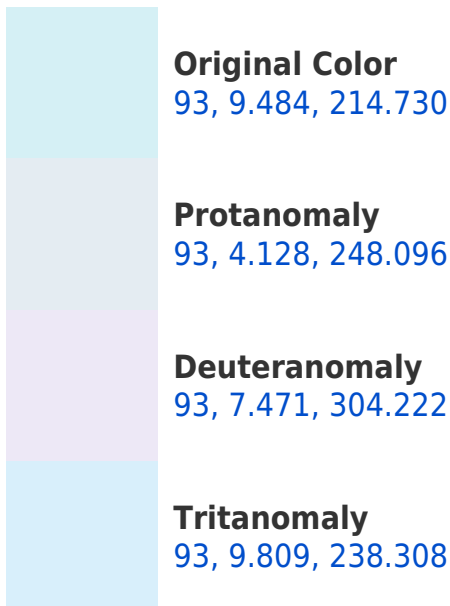 Original Color
93, 9.484, 214.730
Protanomaly
93, 4.128, 248.096
Deuteranomaly
93, 7.471, 304.222
Tritanomaly
93, 9.809, 238.308